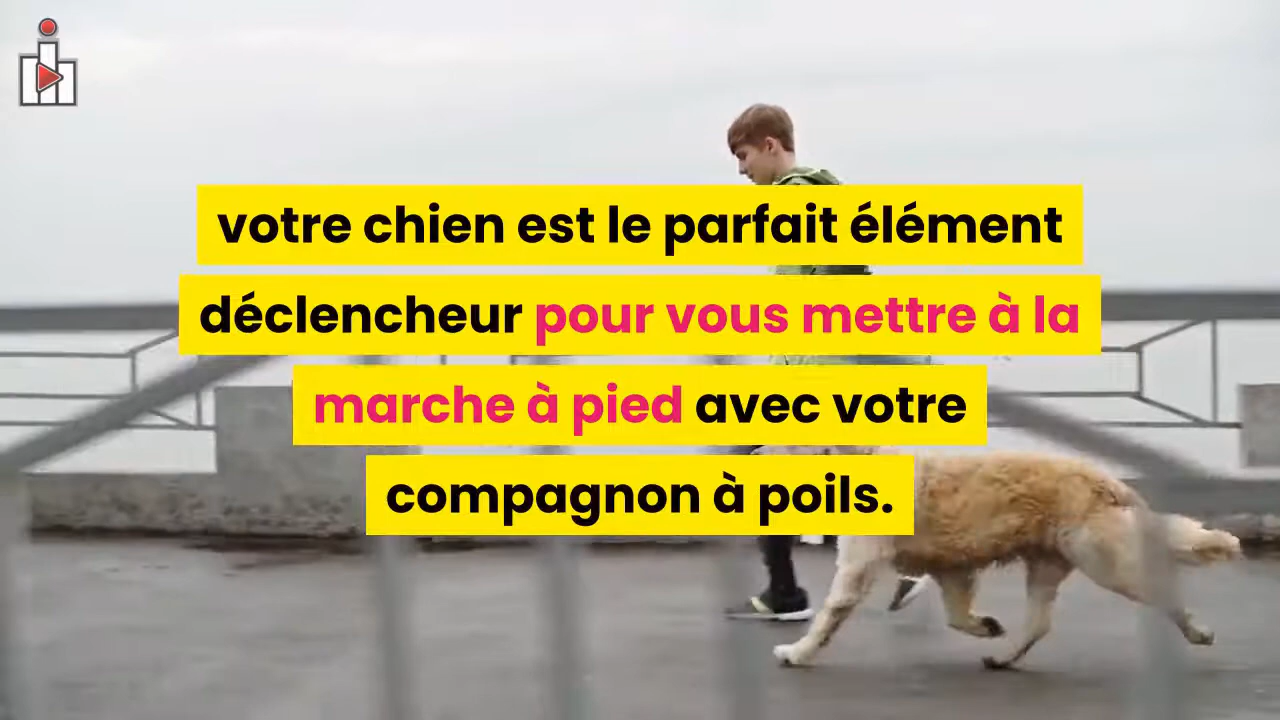 votre chien est le parfait élément
déclencheur pour vous mettre à la
marche à pied avec votre
compagnon à poils.